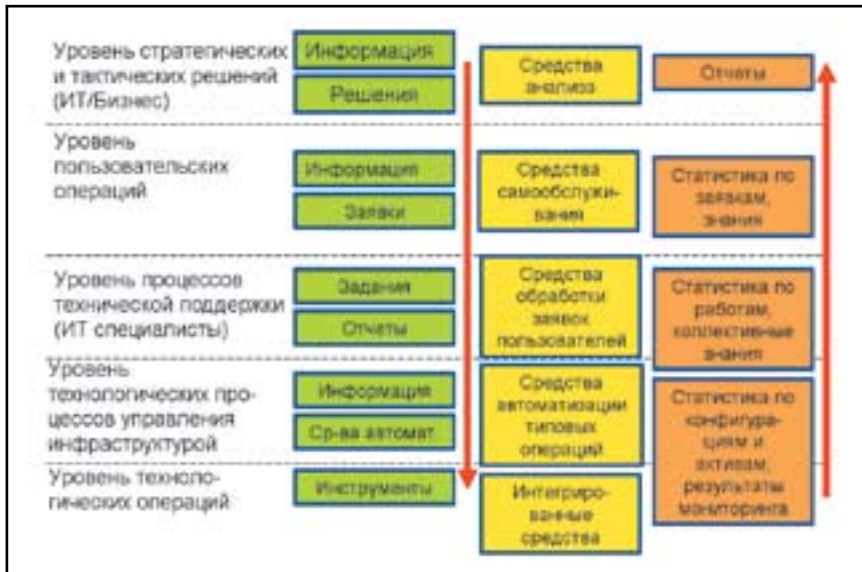 Уровень стратегических
и тактических решений
(ИТ/Бизнес)
Информация
Решения
Средства
анализа
Отчеты
Уровень
пользовательских
операций
Информация
Заявки
Средства
самообслужи-
вания
Статистика по
заявкам,
знания
Уровень процессов
технической поддержки
(ИТ специалисты)
Задания
Отчеты
Средства
обработки
заявок
пользователей
Статистика по
работам,
коллективные
знания
Уровень
технологических про-
цессов управления
инфраструктурой
Информация
Ср-ва автомат.
Средства
автоматизации
типовых
операций
Статистика по
конфигура-
циям и
активам,
результаты
мониторинга
Уровень техноло-
гических операций
Инструменты
Интегриро-
ванные
средства